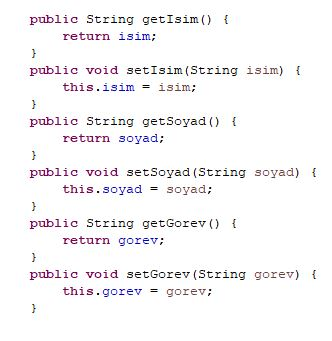 public String getIsim() {
return isim;
}
public void setIsim(String isim) {
this.isim = isim;
}
public String getSoyad() {
return soyad;
}
public void setSoyad(String soyad) {
this.soyad = soyad;
}
public String getGorev() {
return gorev;
}
public void setGorev(String gorev) {
this.gorev = gorev;
}